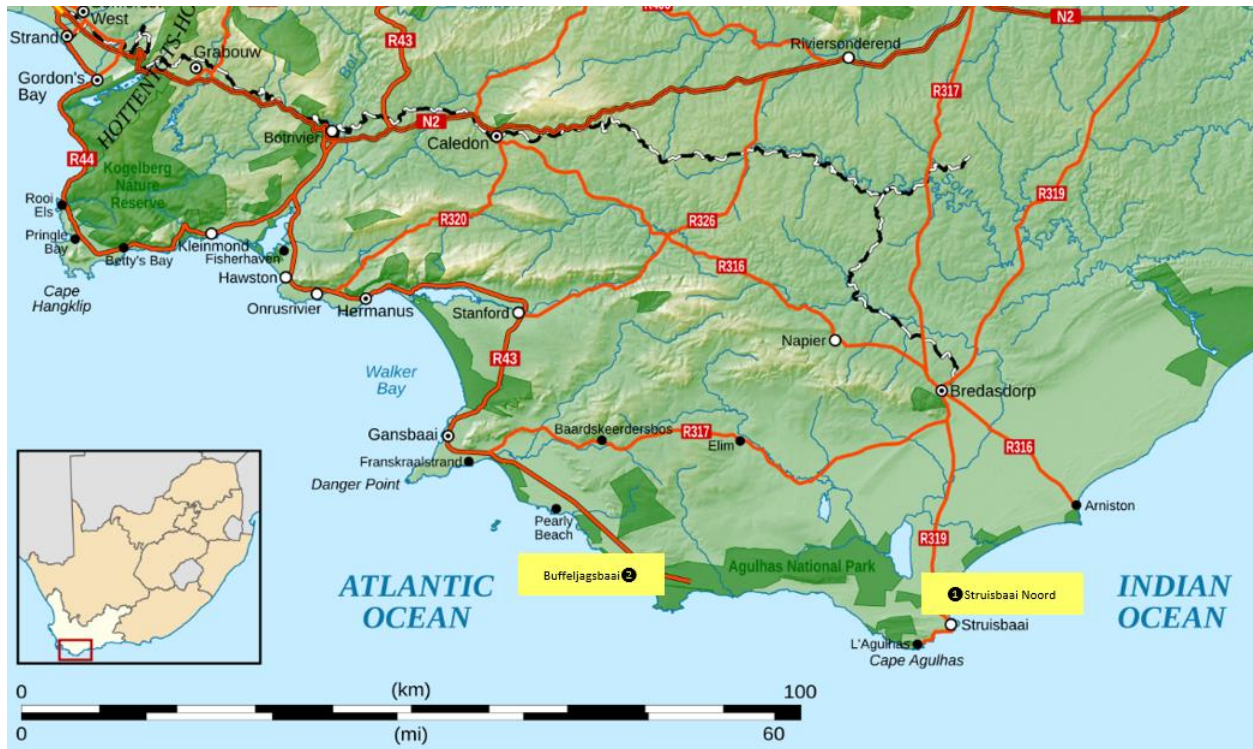 West
Strand
Gordon's
Bay
HOTTENTOTS-HO
Grabouw
R43
Riviersonderend
N2
R44
Kogelberg
Nature
Reserve
Botrivier
N2
Caledon
R317
R319
Sout
Rooi
Els
Pringle
Bay
Betty's Bay
Kleinmond
Fisherhaven
Hawston
Onrusrivier
Hermanus
R320
R326
R316
Cape
Hangklip
Stanford
Napier
R43
Walker
Bay
Bredasdorp
Gansbaai
Franskraalstrand
Danger Point
Baardskeerdersbos
R317
Elim
R316
Arniston
Pearly
Beach
R319
Buffeljagsbaai 2
Agulhas National Park
1 Struisbaai Noord
ATLANTIC
OCEAN
INDIAN
OCEAN
Struisbaai
L'Agulhas
Cape Agulhas
0 (km) 100
0 (mi) 60